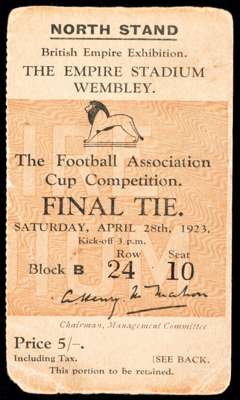 NORTH STAND
British Empire Exhibition.
THE EMPIRE STADIUM
WEMBLEY.
The Football Association
Cup Competition.
FINAL TIE.
SATURDAY, APRIL 28th, 1923,
Kick-off 3 p.m.
Row Seat
Block B 24 10
Chairman, Management Committee
Price 5/-.
Including Tax. (SEE BACK.
This portion to be retained.